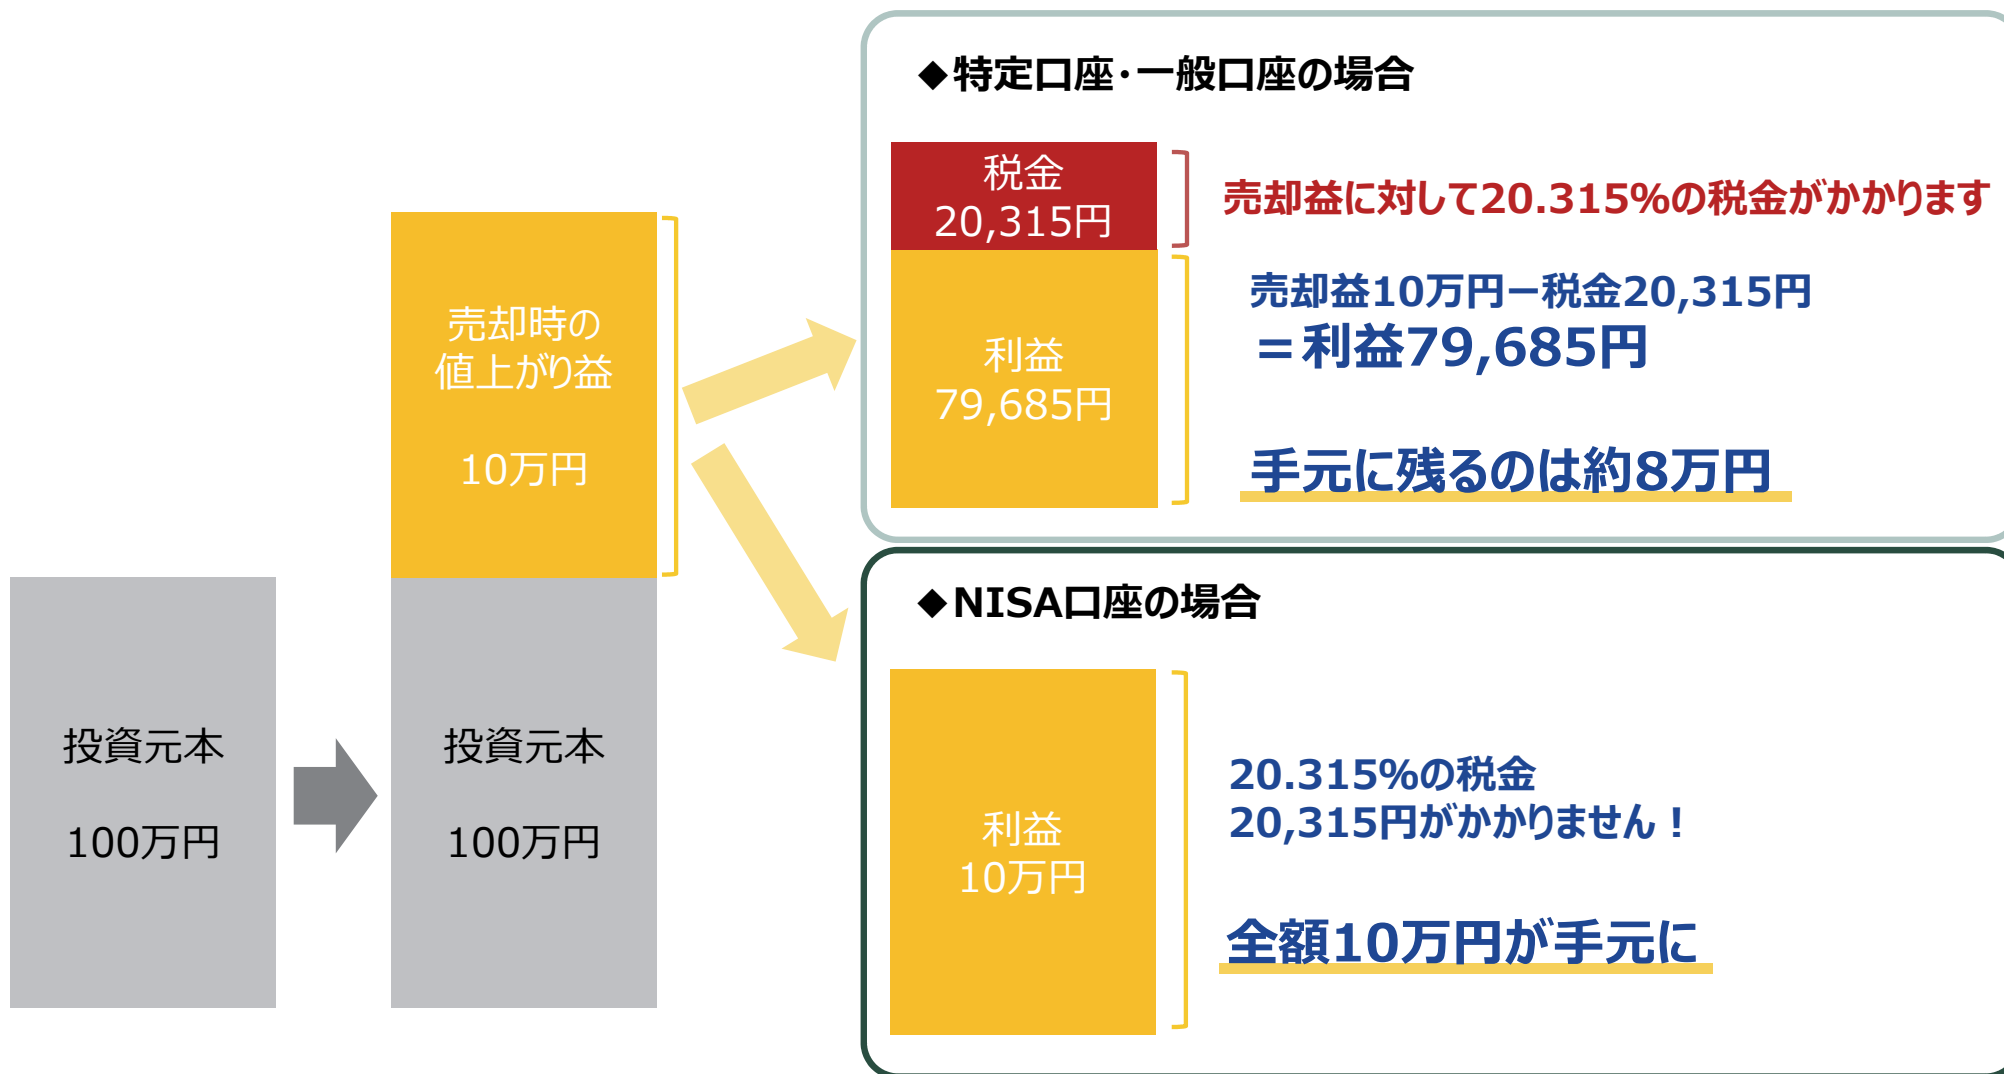 投資元本
100万円
売却時の
値上がり益
10万円
投資元本
100万円
◆特定口座・一般口座の場合
税金
20,315円
売却益に対して20.315%の税金がかかります
利益
79,685円
売却益10万円ー税金20,315円
＝利益79,685円
手元に残るのは約8万円
◆NISA口座の場合
利益
10万円
20.315%の税金
20,315円がかかりません！
全額10万円が手元に